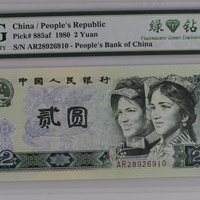 China / People's Republic
Pick# 885af 1980 2 Yuan
S/N AR28926910 - People's Bank of China
绿钻
Fluorescent Green Diamond
中国人民银行
贰圆
AR28926910
2